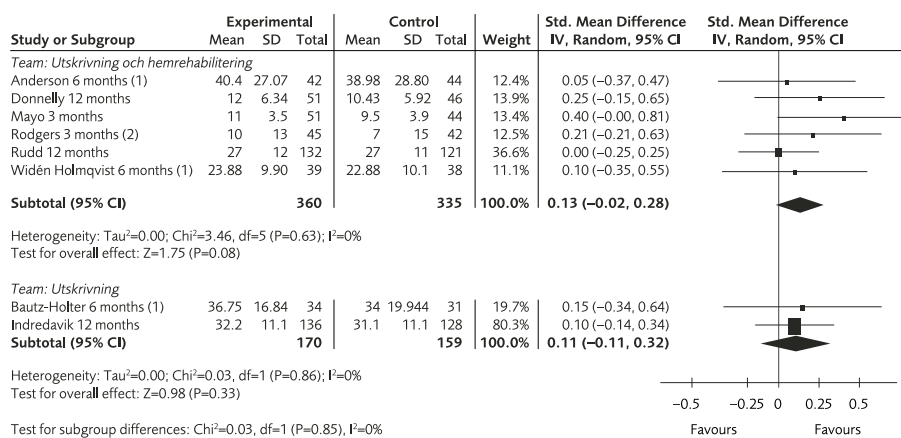 Experimental Control Std. Mean Difference Std. Mean Difference
Study or Subgroup Mean SD Total Mean SD Total Weight IV, Random, 95% CI IV, Random, 95% CI
Team: Utskrivning och hemrehabilitering
Anderson 6 months (1) 40.4 27.07 42 38.98 28.80 44 12.4% 0.05 (−0.37, 0.47)
Donnelly 12 months 12 6.34 51 10.43 5.92 46 13.9% 0.25 (−0.15, 0.65)
Mayo 3 months 11 3.5 51 9.5 3.9 44 13.4% 0.40 (−0.00, 0.81)
Rodgers 3 months (2) 10 13 45 7 15 42 12.5% 0.21 (−0.21, 0.63)
Rudd 12 months 27 12 132 27 11 121 36.6% 0.00 (−0.25, 0.25)
Widén Holmqvist 6 months (1) 23.88 9.90 39 22.88 10.1 38 11.1% 0.10 (−0.35, 0.55)
Subtotal (95% CI) 360 335 100.0% 0.13 (−0.02, 0.28)
Heterogeneity: Tau²=0.00; Chi²=3.46, df=5 (P=0.63); I²=0%
Test for overall effect: Z=1.75 (P=0.08)
Team: Utskrivning
Bautz-Holter 6 months (1) 36.75 16.84 34 34 19.944 31 19.7% 0.15 (−0.34, 0.64)
Indredavik 12 months 32.2 11.1 136 31.1 11.1 128 80.3% 0.10 (−0.14, 0.34)
Subtotal (95% CI) 170 159 100.0% 0.11 (−0.11, 0.32)
Heterogeneity: Tau²=0.00; Chi²=0.03, df=1 (P=0.86); I²=0%
Test for overall effect: Z=0.98 (P=0.33)
−0.5 −0.25 0 0.25 0.5
Test for subgroup differences: Chi²=0.03, df=1 (P=0.85), I²=0% Favours Favours